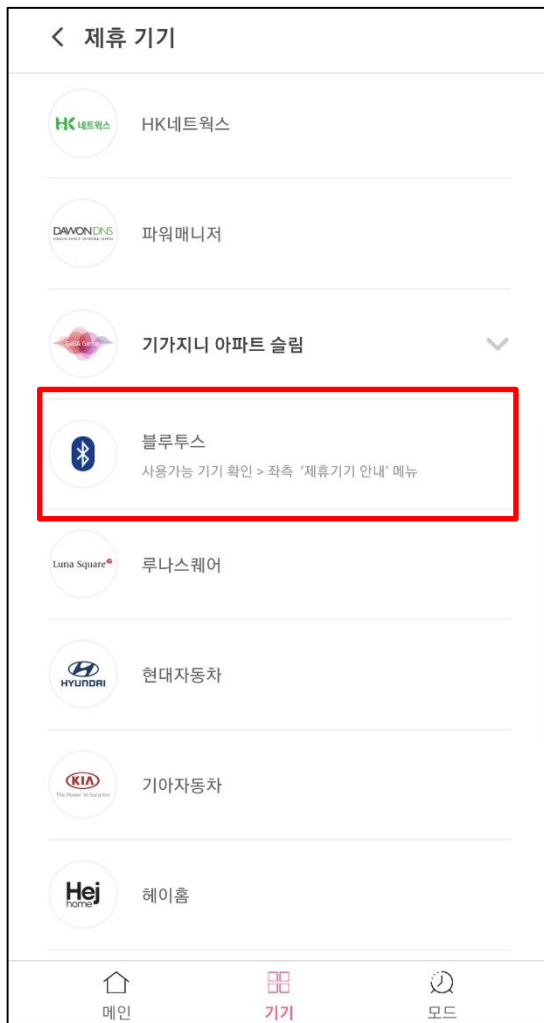 < 제휴 기기
HK 네트웍스
HK네트웍스
DAWON DNS
파워매니저
기가지니 아파트 슬림
블루투스
사용가능 기기 확인 > 좌측 '제휴기기 안내' 메뉴
Luna Square
루나스퀘어
HYUNDAI
현대자동차
KIA
The Power to Surprise
기아자동차
Hej
home
헤이홈
메인
기기
모드